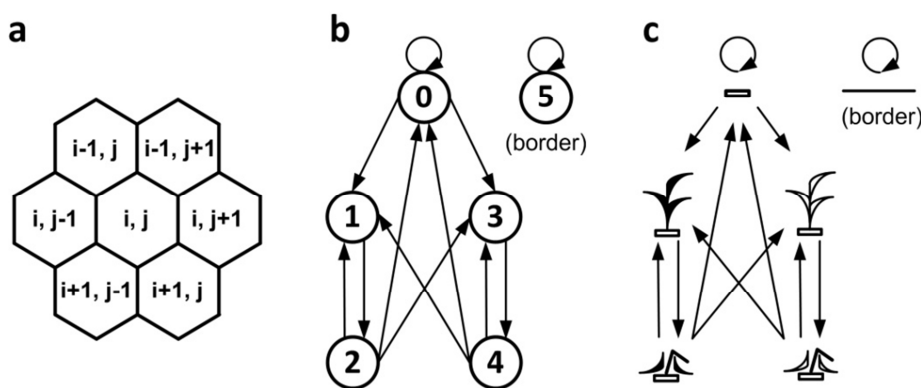 a
i-1, j
i-1, j+1
i, j-1
i, j
i, j+1
i+1, j-1
i+1, j
b
0
5
(border)
1
3
2
4
c
(border)